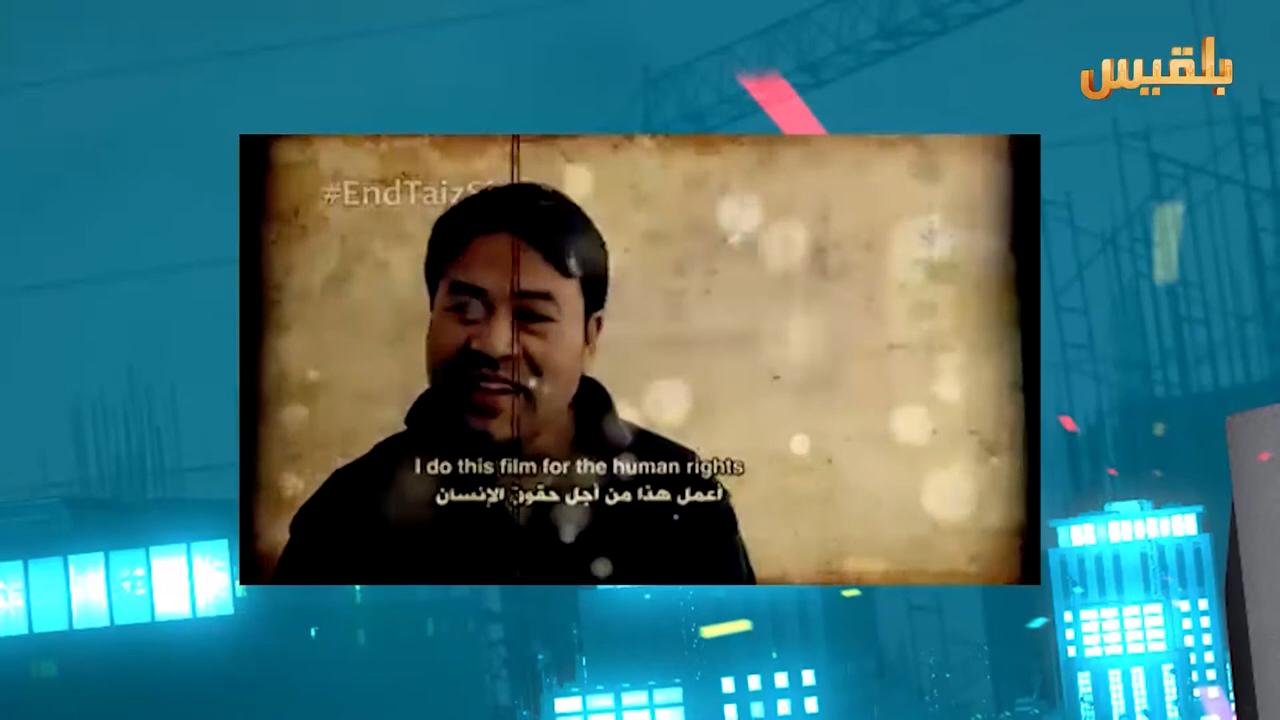 بلقيس
#EndTaiz
I do this film for the human rights
أعمل هذا من أجل حقوق الإنسان